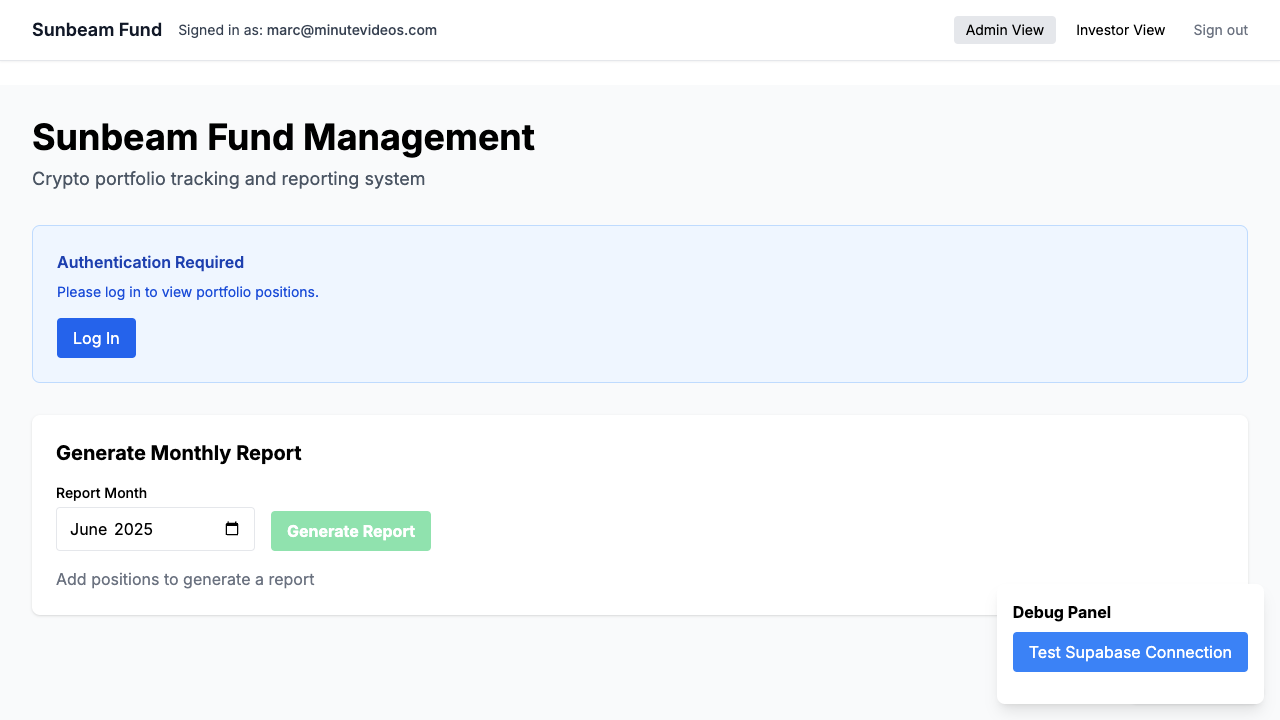 Sunbeam Fund Signed in as: marc@minutevideos.com Admin View Investor View Sign out
Sunbeam Fund Management
Crypto portfolio tracking and reporting system
Authentication Required
Please log in to view portfolio positions.
Log In
Generate Monthly Report
Report Month
June 2025 Generate Report
Add positions to generate a report
Debug Panel
Test Supabase Connection